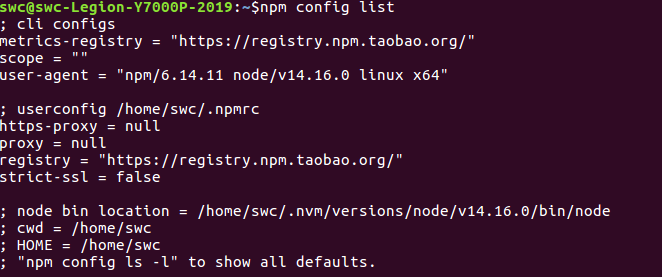 swc@swc-Legion-Y7000P-2019:~$npm config list
; cli configs
metrics-registry = "https://registry.npm.taobao.org/"
scope = ""
user-agent = "npm/6.14.11 node/v14.16.0 linux x64"
; userconfig /home/swc/.npmrc
https-proxy = null
proxy = null
registry = "https://registry.npm.taobao.org/"
strict-ssl = false
; node bin location = /home/swc/.nvm/versions/node/v14.16.0/bin/node
; cwd = /home/swc
; HOME = /home/swc
; "npm config ls -l" to show all defaults.